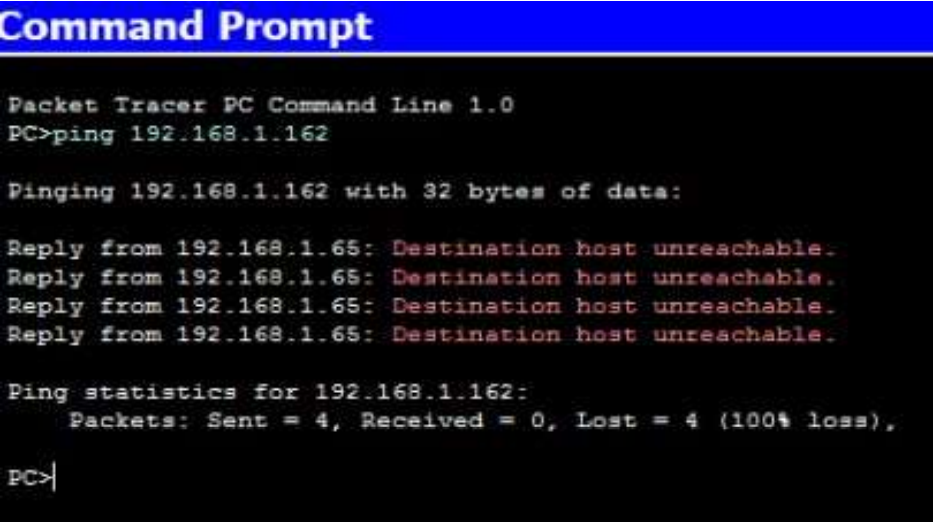 Command Prompt
Packet Tracer PC Command Line 1.0
PC>ping 192.168.1.162
Pinging 192.168.1.162 with 32 bytes of data:
Reply from 192.168.1.65: Destination host unreachable.
Reply from 192.168.1.65: Destination host unreachable.
Reply from 192.168.1.65: Destination host unreachable.
Reply from 192.168.1.65: Destination host unreachable.
Ping statistics for 192.168.1.162:
Packets: Sent = 4, Received = 0, Lost = 4 (100% loss),
PC>